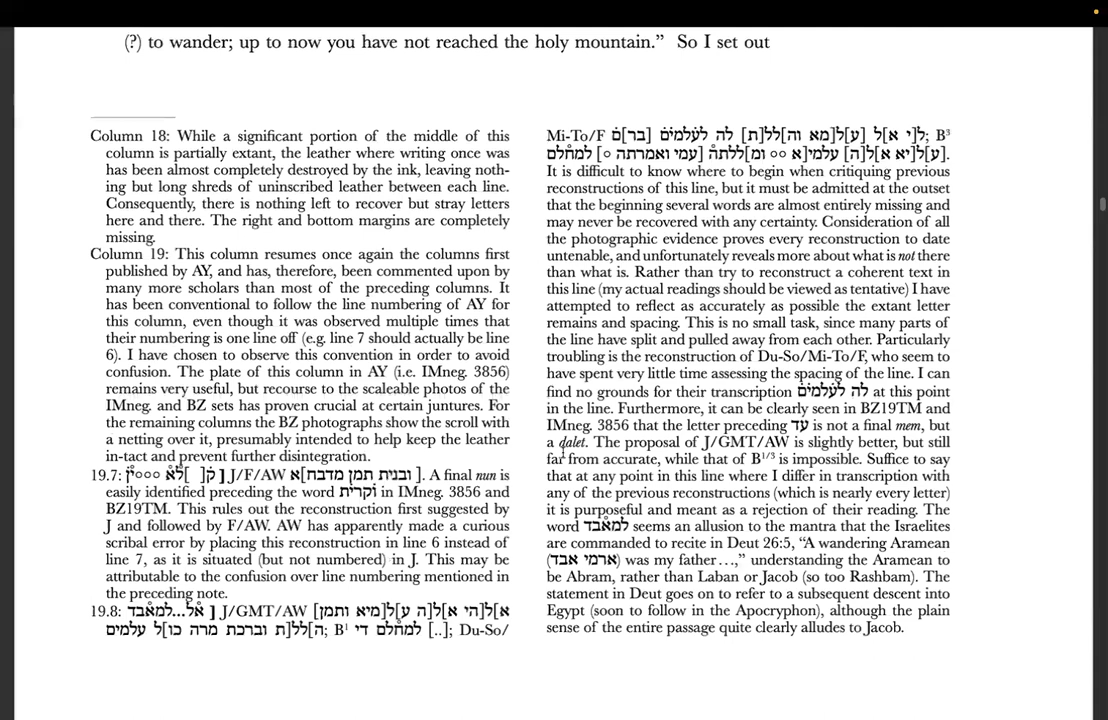 (?) to wander; up to now you have not reached the holy mountain.” So I set out
Column 18: While a significant portion of the middle of this
column is partially extant, the leather where writing once was
has been almost completely destroyed by the ink, leaving noth-
ing but long shreds of uninscribed leather between each line.
Consequently, there is nothing left to recover but stray letters
here and there. The right and bottom margins are completely
missing.
Column 19: This column resumes once again the columns first
published by AY, and has, therefore, been commented upon by
many more scholars than most of the preceding columns. It
has been conventional to follow the line numbering of AY for
this column, even though it was observed multiple times that
their numbering is one line off (e.g. line 7 should actually be line
6). I have chosen to observe this convention in order to avoid
confusion. The plate of this column in AY (i.e. IMneg. 3856)
remains very useful, but recourse to the scaleable photos of the
IMneg. and BZ sets has proven crucial at certain junctures. For
the remaining columns the BZ photographs show the scroll with
a netting over it, presumably intended to help keep the leather
in-tact and prevent further disintegration.
19.7: J/F/AW ובנית תמן מדבח]א ]. A final nun is
easily identified preceding the word וקרית in IMneg. 3856 and
BZ19TM. This rules out the reconstruction first suggested by
J and followed by F/AW. AW has apparently made a curious
scribal error by placing this reconstruction in line 6 instead of
line 7, as it is situated (but not numbered) in J. This may be
attributable to the confusion over line numbering mentioned in
the preceding note.
19.8: אל...למאבד ] J/GMT/AW [א]ל[הי א]ל[ה ע]ל[מיא ותמן
ה]ללת[ וברכת מרה כו]ל עלמים; B¹ למחלם די [..]; Du-So/
Mi-To/F ל[י א]ל [ע]ל[מא וה]לל[ת] לה לעלמים [בר]ם; B³
It is difficult to know where to begin when critiquing previous
reconstructions of this line, but it must be admitted at the outset
that the beginning several words are almost entirely missing and
may never be recovered with any certainty. Consideration of all
the photographic evidence proves every reconstruction to date
untenable, and unfortunately reveals more about what is not there
than what is. Rather than try to reconstruct a coherent text in
this line (my actual readings should be viewed as tentative) I have
attempted to reflect as accurately as possible the extant letter
remains and spacing. This is no small task, since many parts of
the line have split and pulled away from each other. Particularly
troubling is the reconstruction of Du-So/Mi-To/F, who seem to
have spent very little time assessing the spacing of the line. I can
find no grounds for their transcription לה לעלמים at this point
in the line. Furthermore, it can be clearly seen in BZ19TM and
IMneg. 3856 that the letter preceding עד is not a final mem, but
a dalet. The proposal of J/GMT/AW is slightly better, but still
far from accurate, while that of B¹/³ is impossible. Suffice to say
that at any point in this line where I differ in transcription with
any of the previous reconstructions (which is nearly every letter)
it is purposeful and meant as a rejection of their reading. The
word למאבד seems an allusion to the mantra that the Israelites
are commanded to recite in Deut 26:5, “A wandering Aramean
(ארמי אבד) was my father…,” understanding the Aramean to
be Abram, rather than Laban or Jacob (so too Rashbam). The
statement in Deut goes on to refer to a subsequent descent into
Egypt (soon to follow in the Apocryphon), although the plain
sense of the entire passage quite clearly alludes to Jacob.